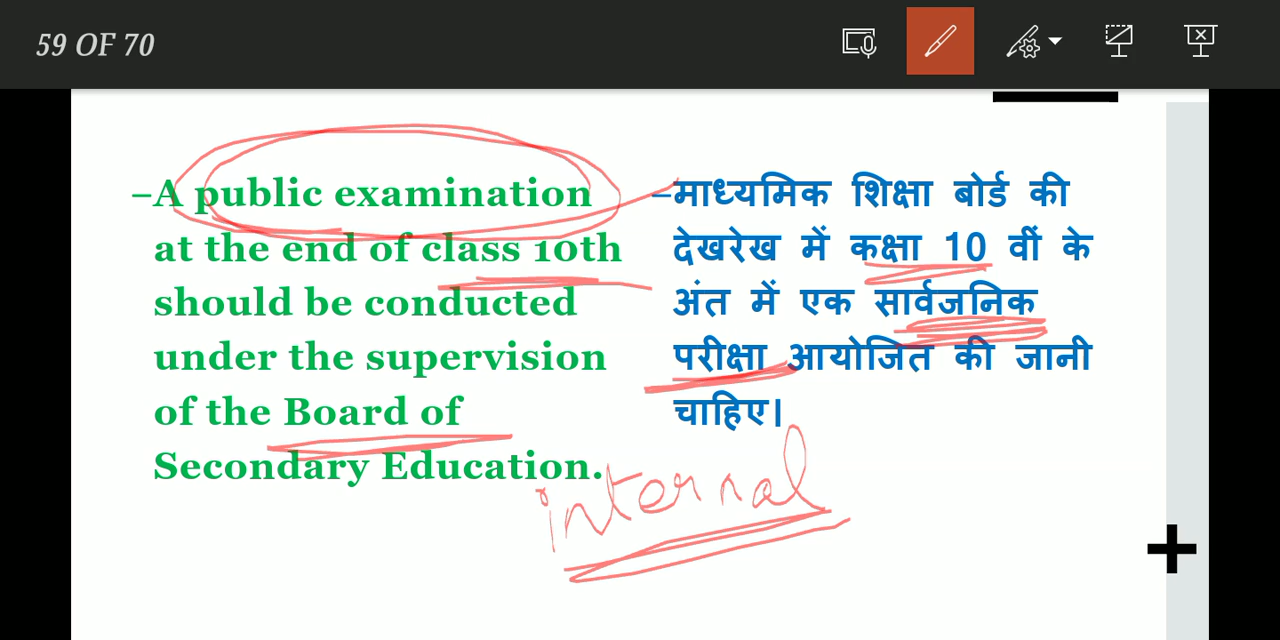 59 OF 70
–A public examination
at the end of class 10th
should be conducted
under the supervision
of the Board of
Secondary Education.
–माध्यमिक शिक्षा बोर्ड की
देखरेख में कक्षा 10 वीं के
अंत में एक सार्वजनिक
परीक्षा आयोजित की जानी
चाहिए।
internal